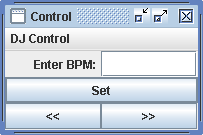 Control
DJ Control
Enter BPM:
Set
<< >>